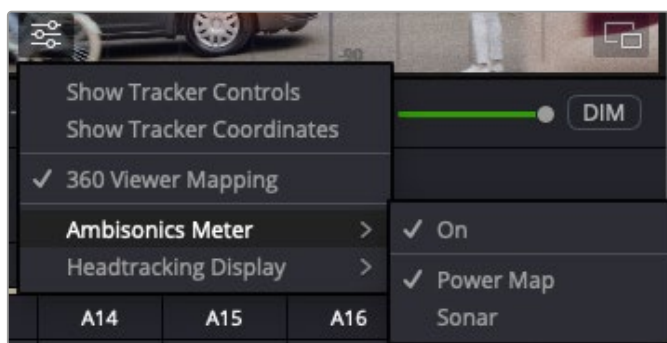 -90
Show Tracker Controls
Show Tracker Coordinates
DIM
✓ 360 Viewer Mapping
Ambisonics Meter >
✓ On
Headtracking Display >
✓ Power Map
Sonar
A14 A15 A16